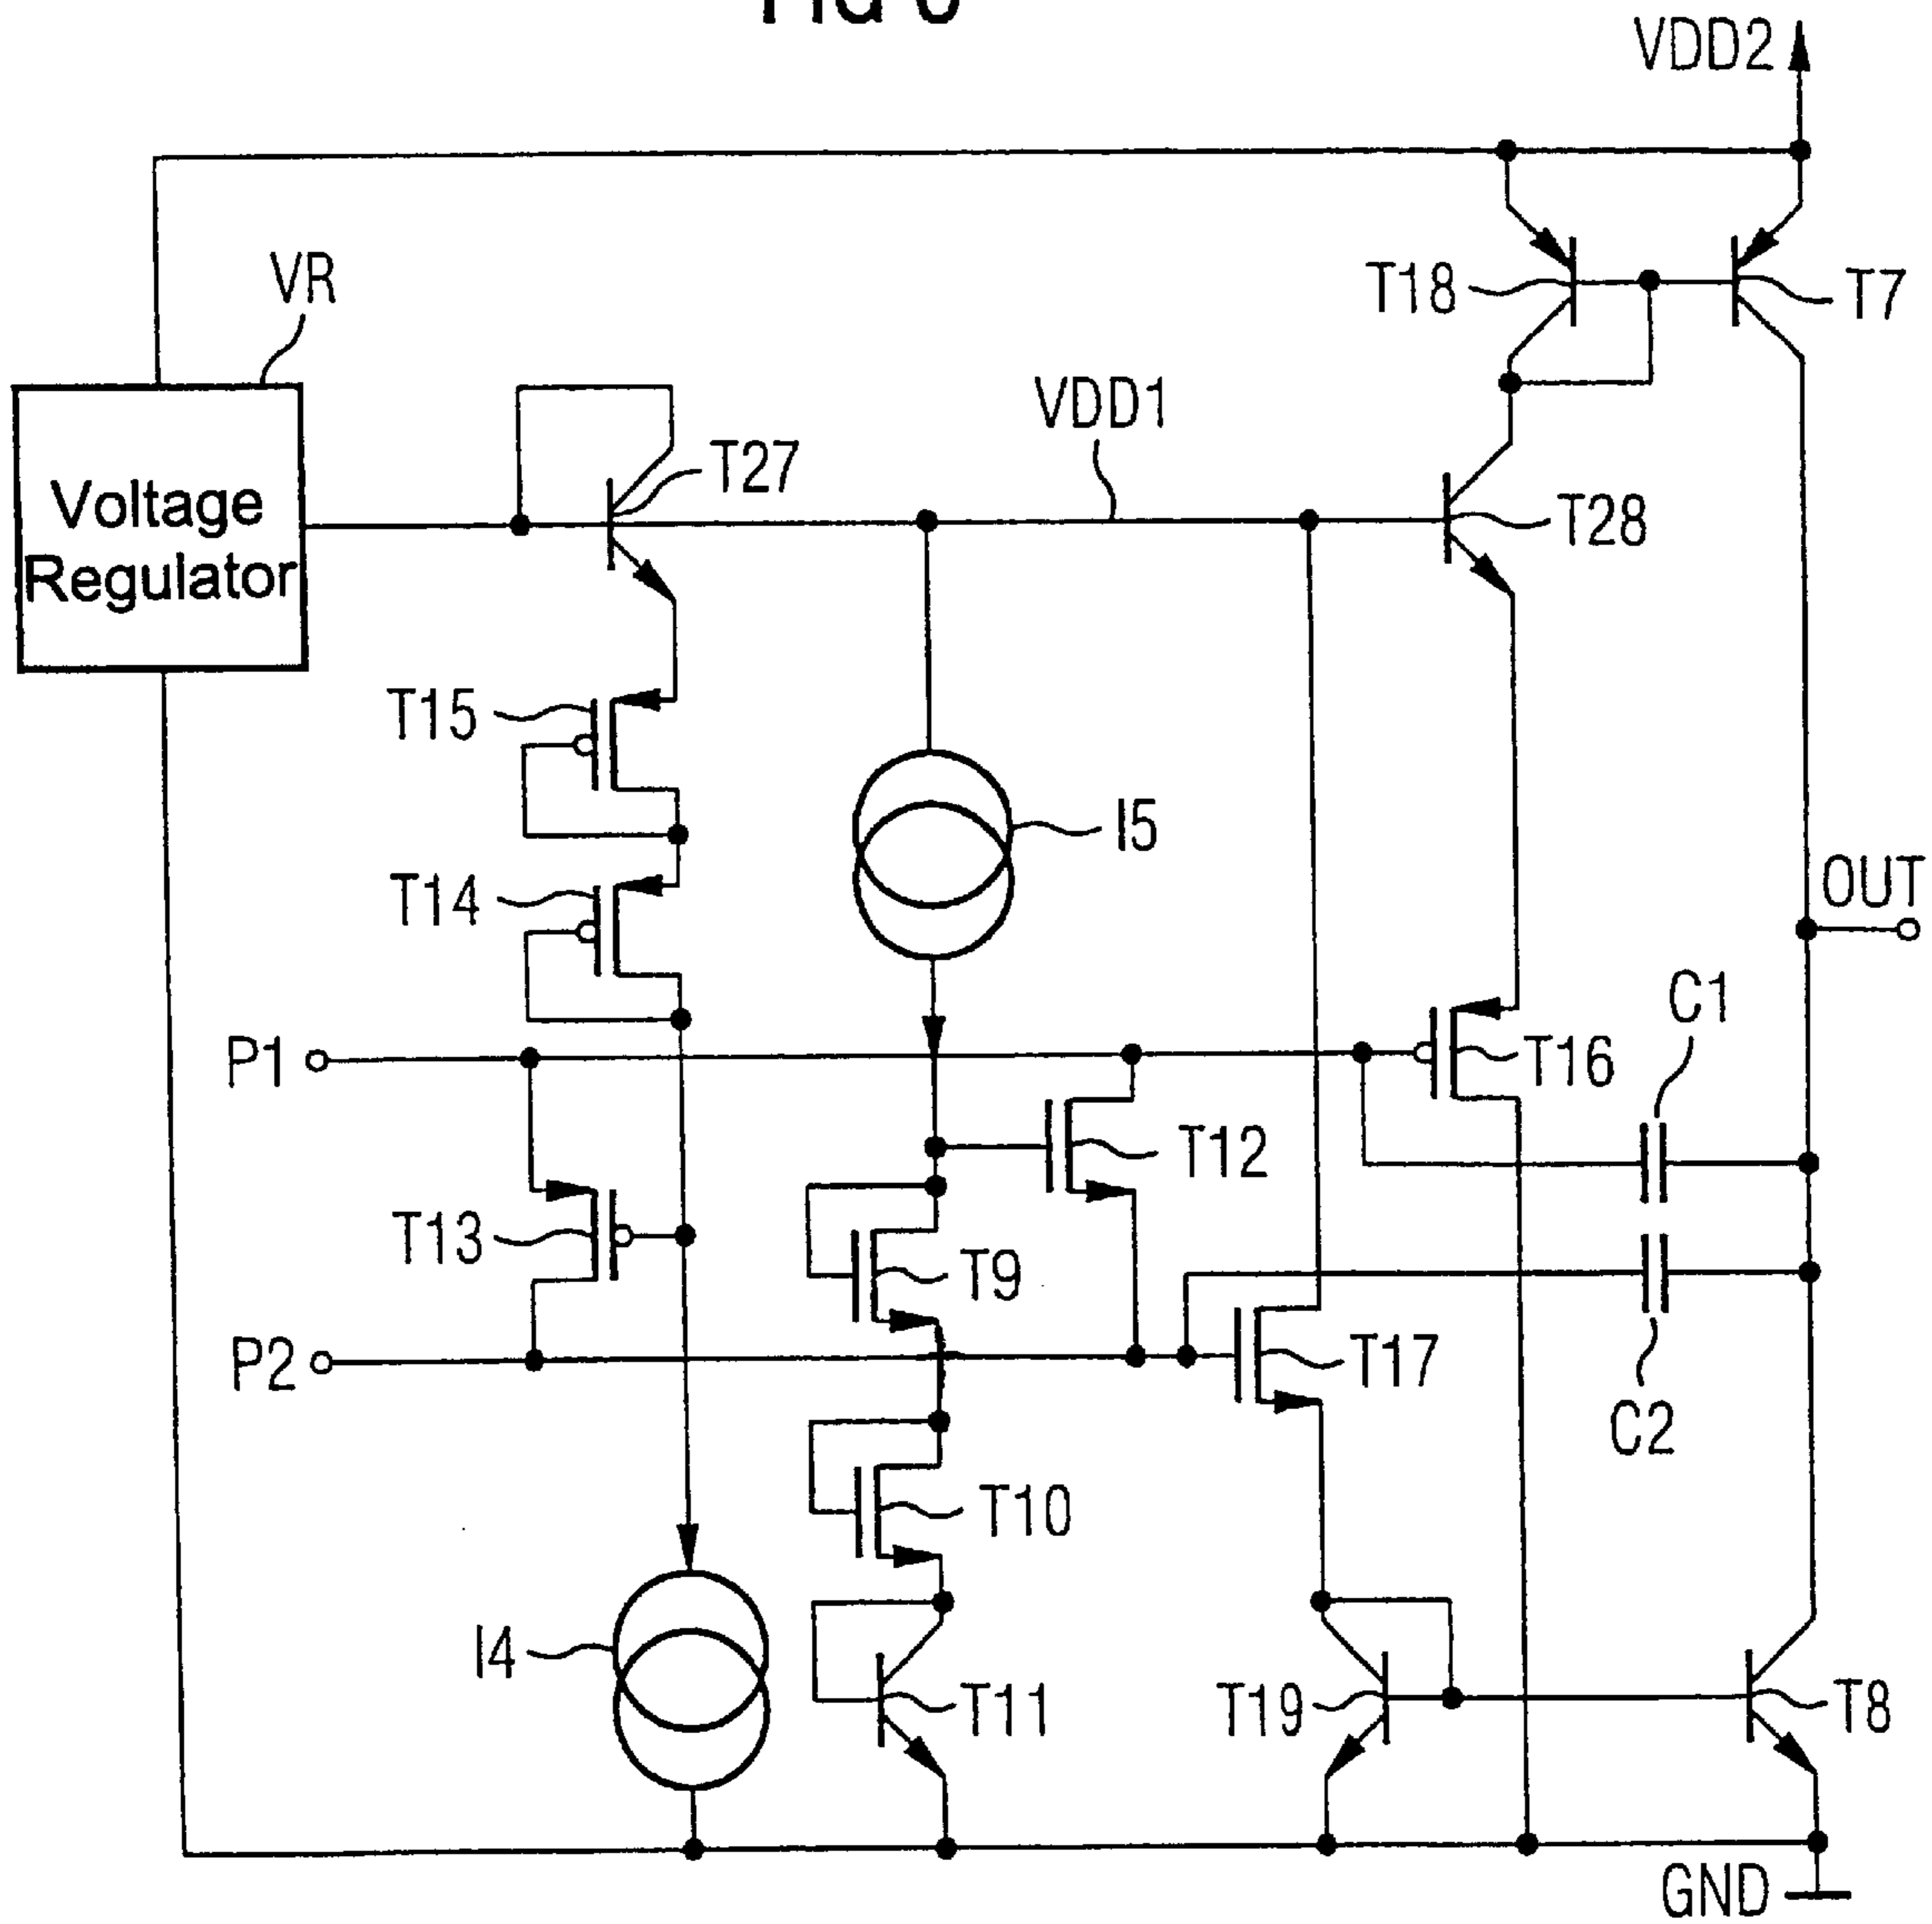 VDD2
VR
T18
T7
VDD1
T27
T28
Voltage
Regulator
T15
I5
T14
OUT
C1
P1
T16
T12
T13
T9
P2
T17
C2
T10
I4
T11
T19
T8
GND